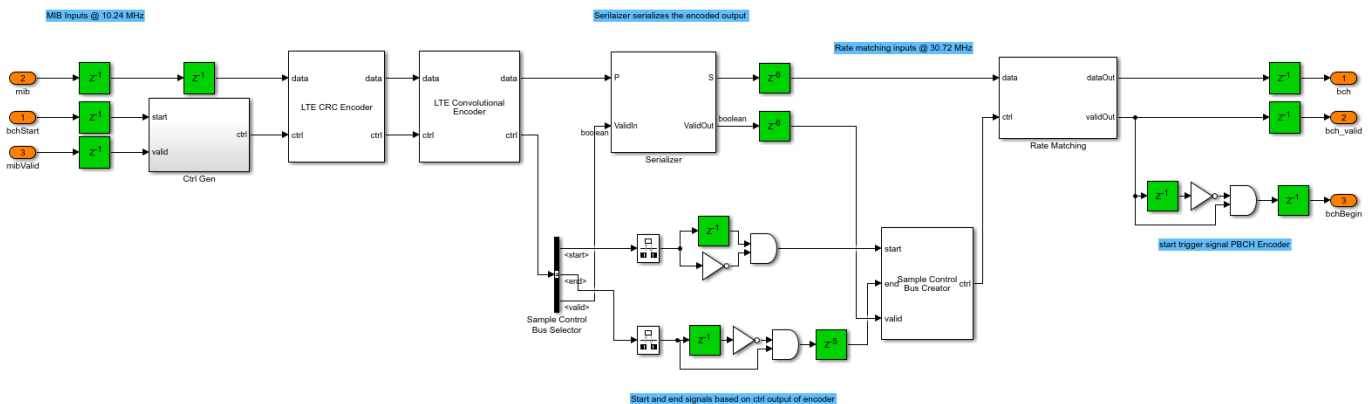 MIB Inputs @ 10.24 MHz
Serilaizer serializes the encoded output
Rate matching inputs @ 30.72 MHz
2
mib
z-1
z-1
1
bchStart
z-1
3
mibValid
z-1
start
valid
ctrl
Ctrl Gen
data
data
LTE CRC Encoder
ctrl
ctrl
data
data
LTE Convolutional
Encoder
ctrl
ctrl
P
S
boolean
ValidIn
ValidOut
boolean
Serializer
z-6
z-6
data
dataOut
ctrl
validOut
Rate Matching
z-1
1
bch
z-1
2
bch_valid
z-1
z-1
3
bchBegin
start trigger signal PBCH Encoder
<start>
<end>
<valid>
Sample Control
Bus Selector
z-1
z-1
z-5
start
end
valid
Sample Control
Bus Creator
ctrl
Start and end signals based on ctrl output of encoder